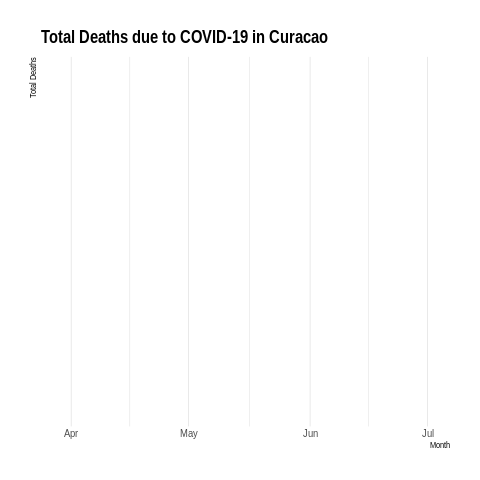 Total Deaths due to COVID-19 in Curacao
Total Deaths
Apr May Jun Jul
Month